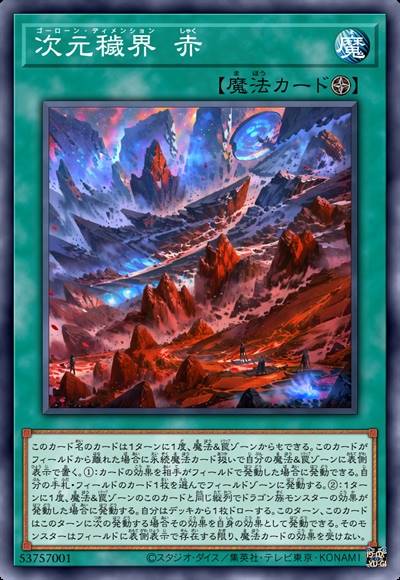 ゴーローン・ディメンション しゃく
次元穢界 赤
魔
ま ほう
【魔法カード】
このカード名のカードは1ターンに1度、魔法&罠ゾーンからもできる。このカードが
フィールドから離れた場合に永続魔法カード扱いで自分の魔法&罠ゾーンに表側
表示で置く。①:カードの効果を相手がフィールドで発動した場合に発動できる。自
分の手札・フィールドのカード1枚を選んでフィールドゾーンに発動する。②:1タ
ーンに1度、魔法&罠ゾーンのこのカードと同じ縦列でドラゴン族モンスターの効果が
発動した場合に発動する。自分はデッキから1枚ドローする。このターン、このカード
はこのターンに次の発動する場合その効果を自身の効果として発動できる。そのモ
ンスターはフィールドに表側表示で存在する限り、魔法カードの効果を受けない。
53757001
©スタジオ・ダイス/集英社・テレビ東京・KONAMI